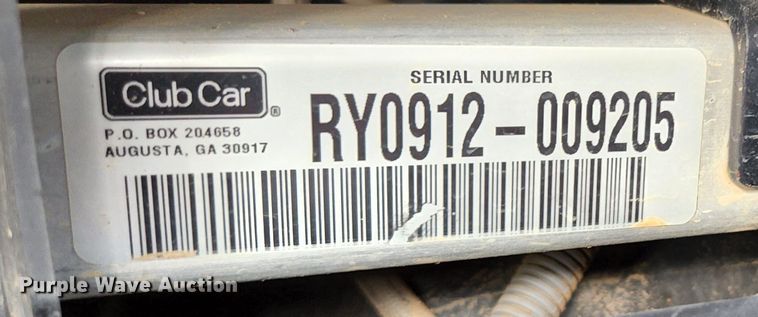 Club Car®
P.O. BOX 204658
AUGUSTA, GA 30917
SERIAL NUMBER
RY0912-009205
Purple Wave Auction